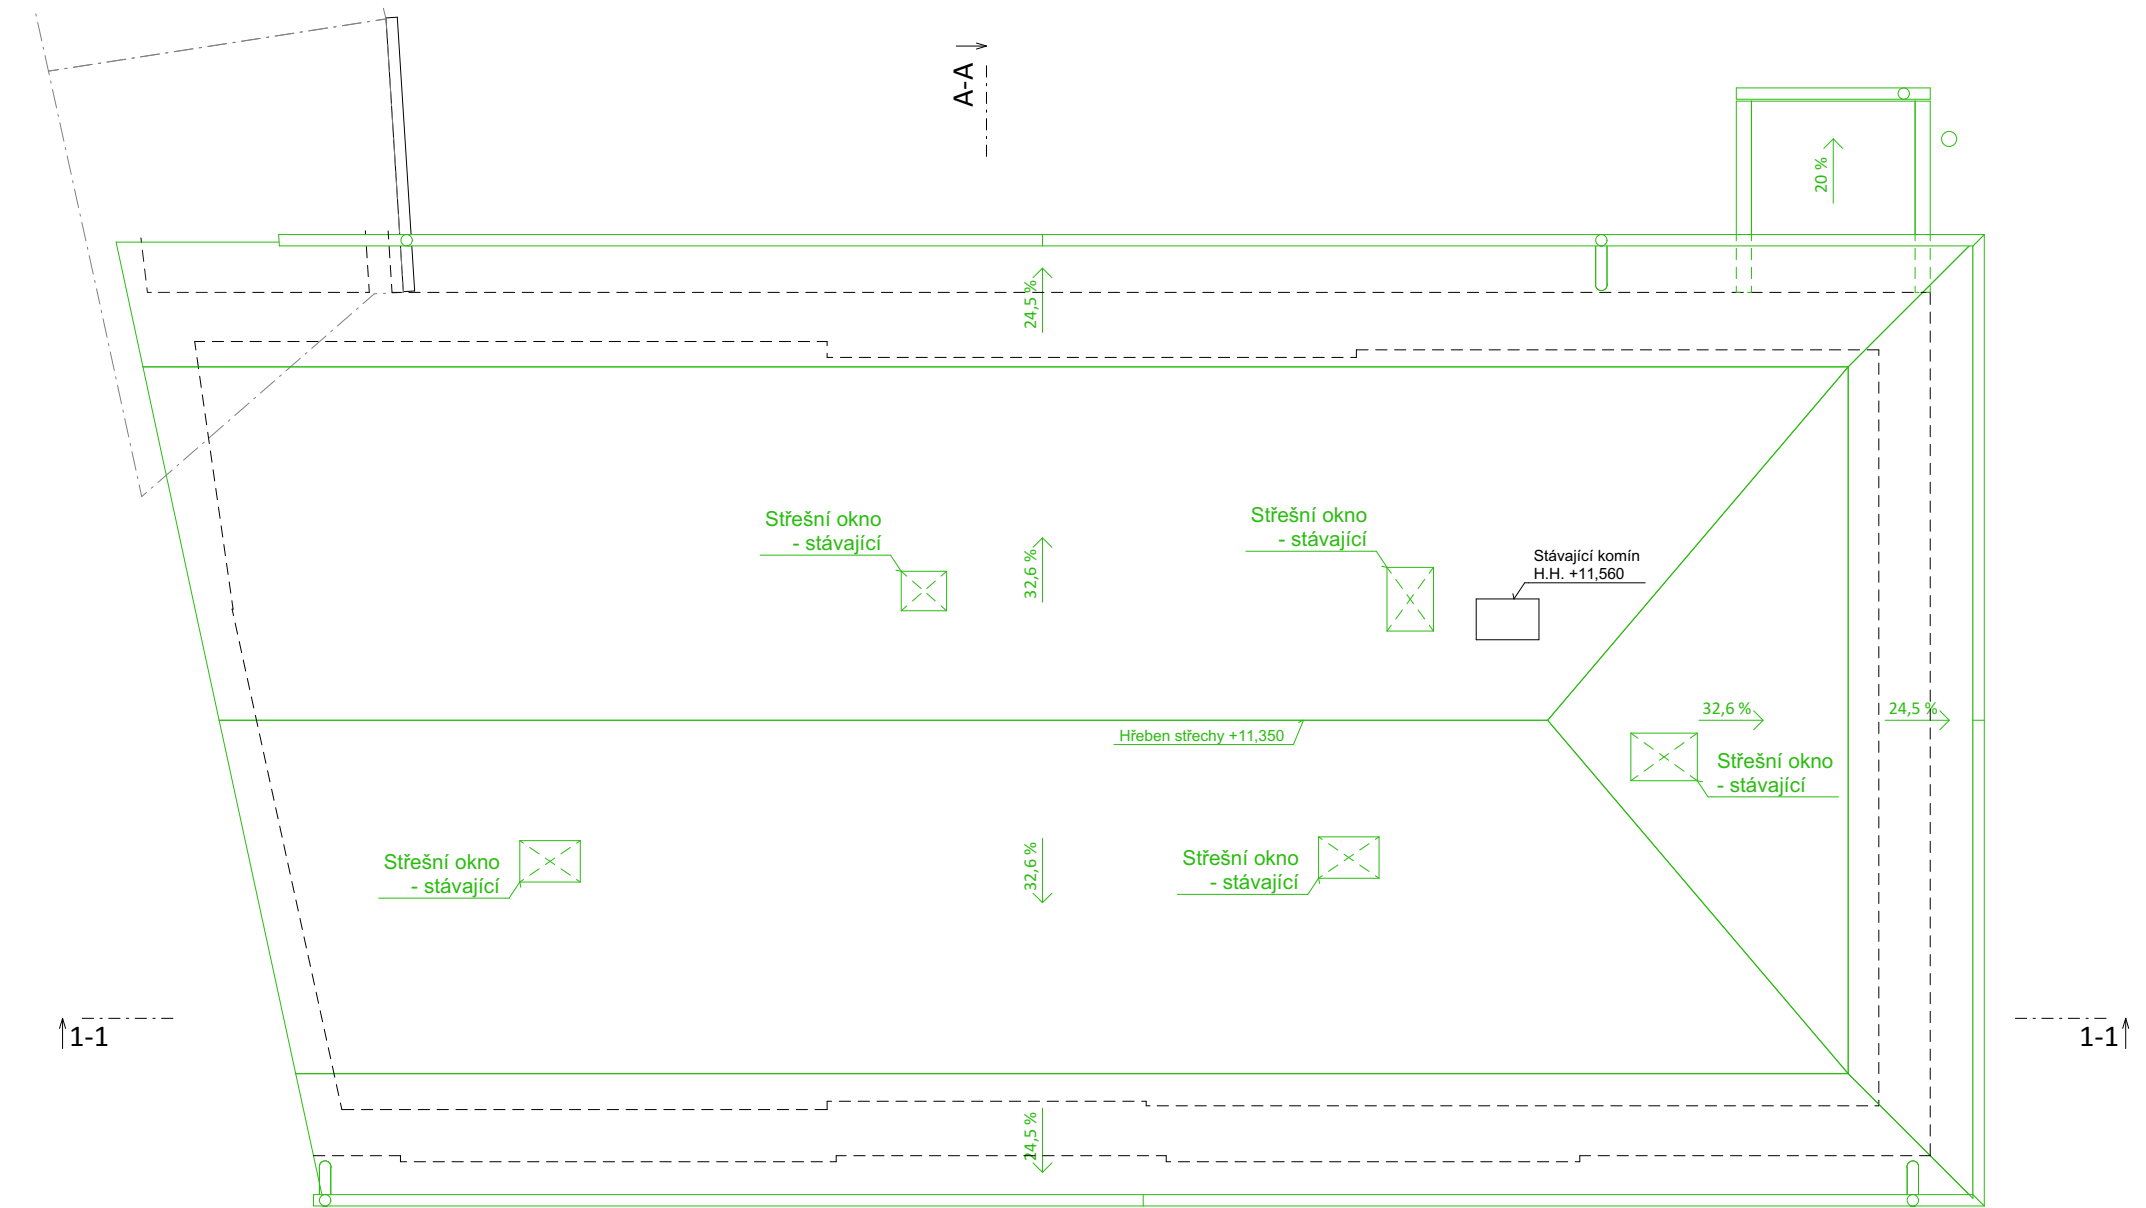 A-A
20 %
24,5 %
Střešní okno
- stávající
Střešní okno
- stávající
32,6 %
Stávající komín
H.H. +11,560
32,6 %
24,5 %
Hřeben střechy +11,350
Střešní okno
- stávající
Střešní okno
- stávající
32,6 %
Střešní okno
- stávající
1-1
1-1
24,5 %